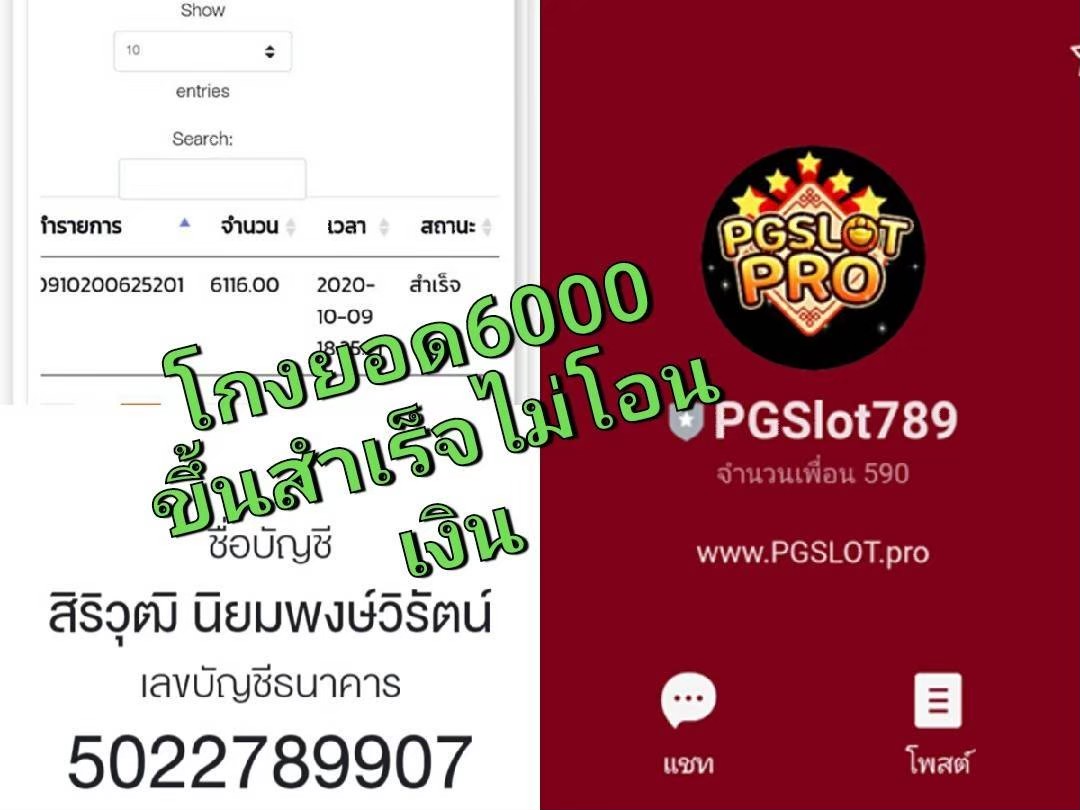 Show
10
entries
Search:
จำนวน
เวลา
สถานะ
6116.00
2020-
10-09
สำเร็จ
โกงยอด6000
ขึ้นสำเร็จไม่โอน
เงิน
ชื่อบัญชี
สิริวุฒิ นิยมพงษ์วิรัตน์
เลขบัญชีธนาคาร
5022789907
PGSLOT
PRO
PGSlot789
จำนวนเพื่อน 590
www.PGSLOT.pro
แชท
โพสต์